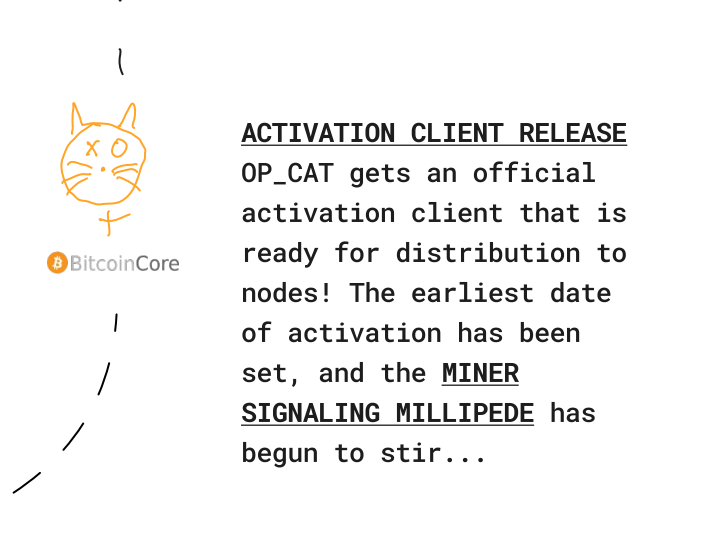 ACTIVATION CLIENT RELEASE
OP_CAT gets an official
activation client that is
ready for distribution to
nodes! The earliest date
of activation has been
set, and the MINER
SIGNALING MILLIPEDE has
begun to stir...
x O
+
BitcoinCore